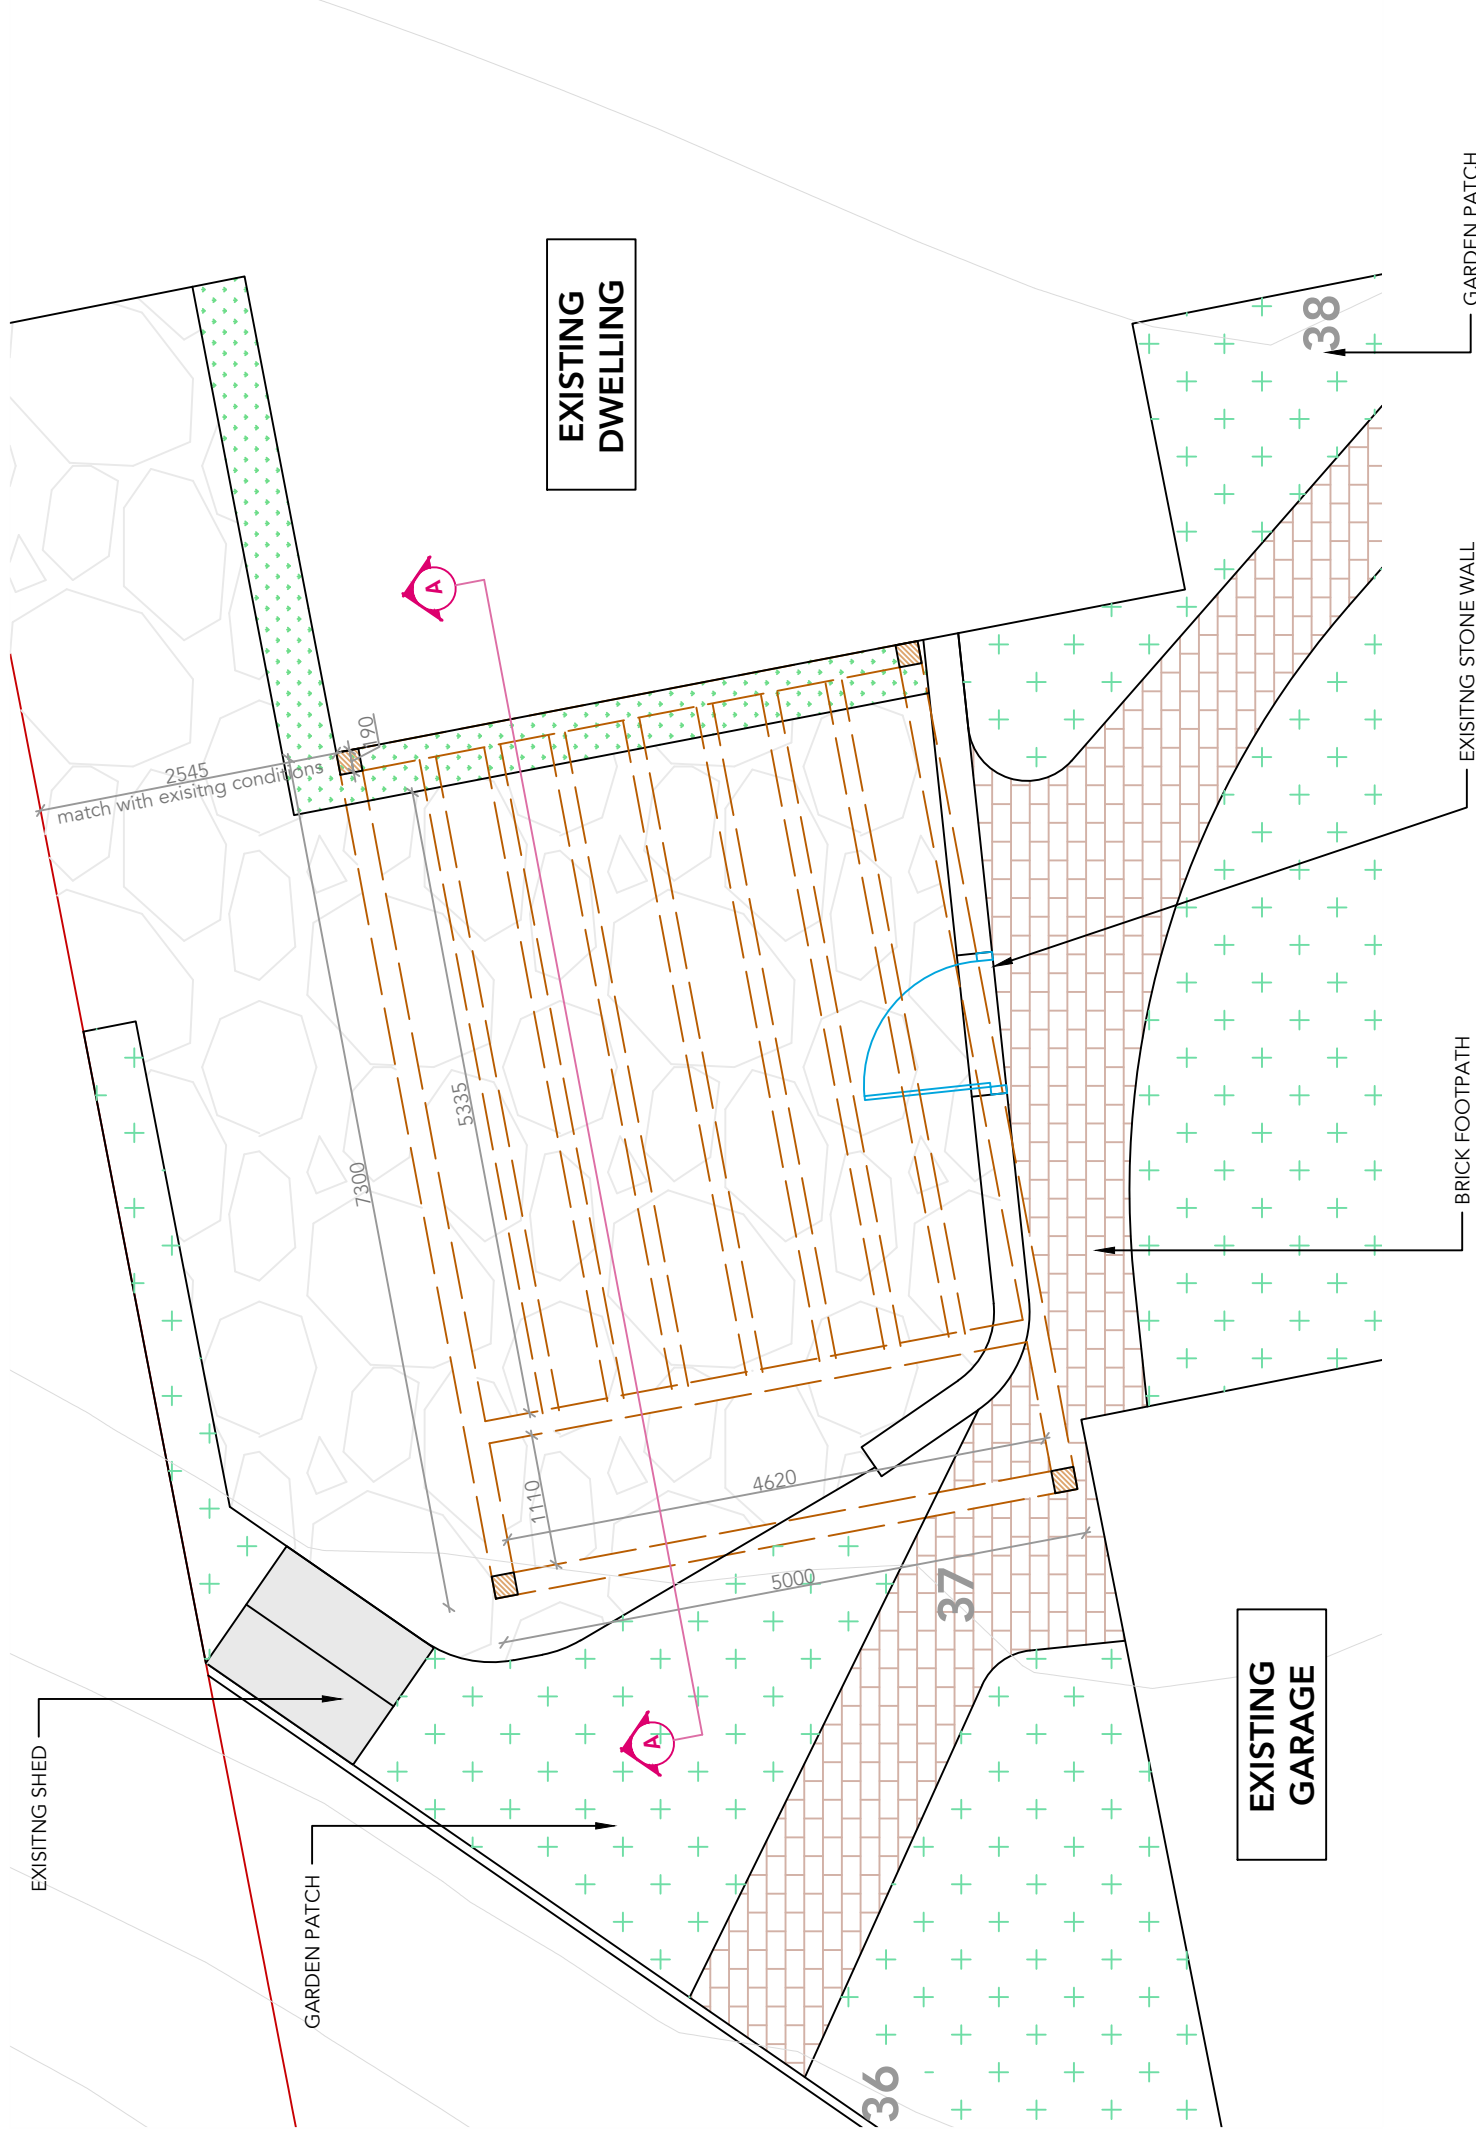 EXISTING
DWELLING
38
GARDEN PATCH
A
190
2545
match with exisitng conditions
EXISITNG STONE WALL
5335
7300
BRICK FOOTPATH
4620
1110
5000
37
EXISTING
GARAGE
A
EXISITNG SHED
GARDEN PATCH
36